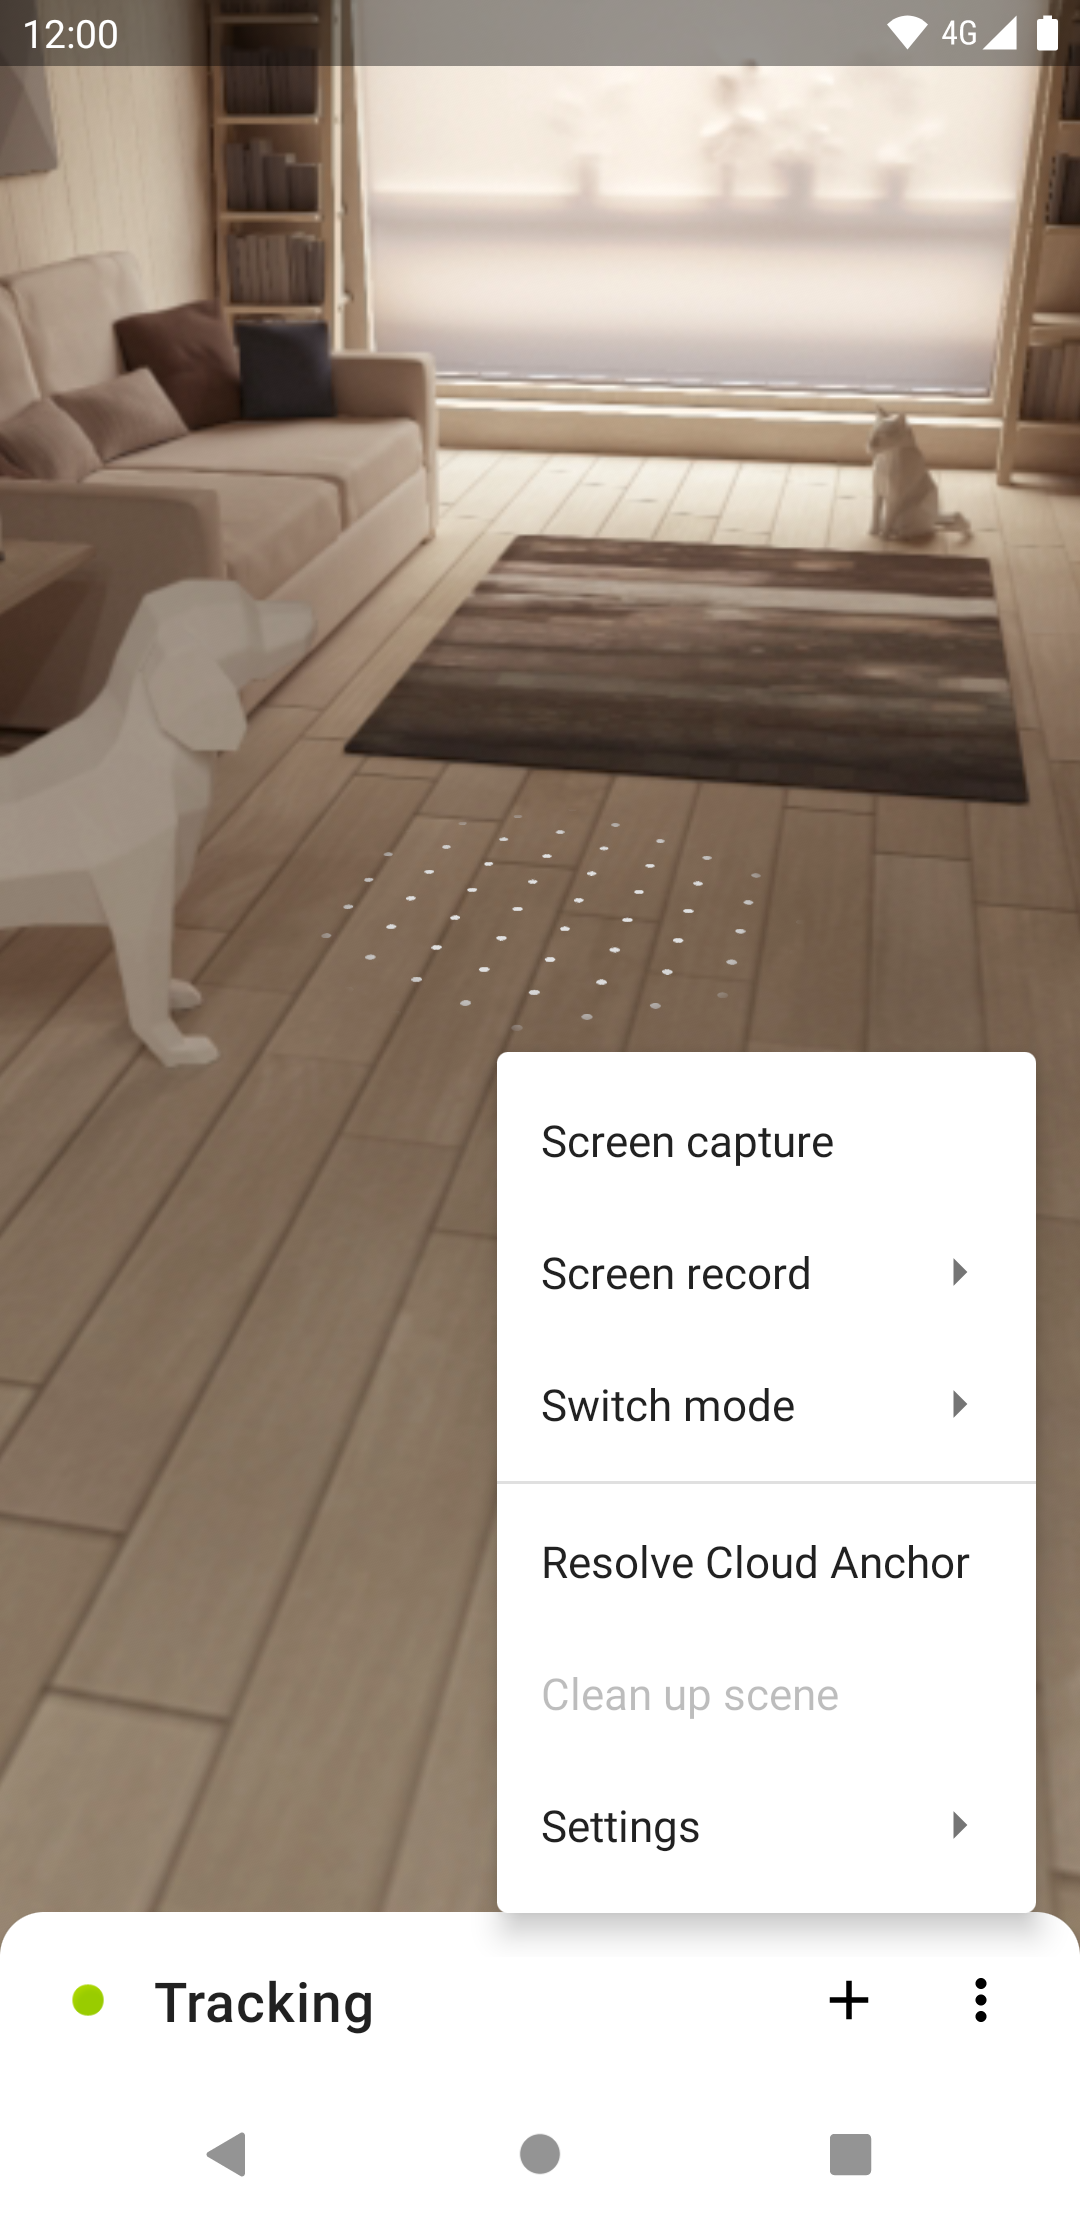 12:00
4G
Screen capture
Screen record
Switch mode
Resolve Cloud Anchor
Clean up scene
Settings
Tracking